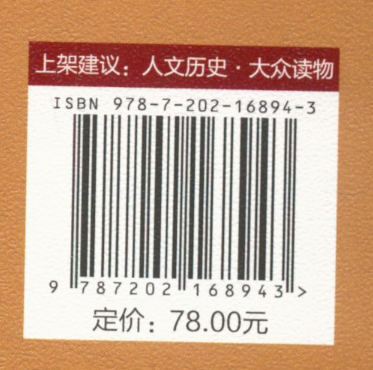 上架建议：人文历史·大众读物
ISBN 978-7-202-16894-3
9 787202 168943>
定价：78.00元